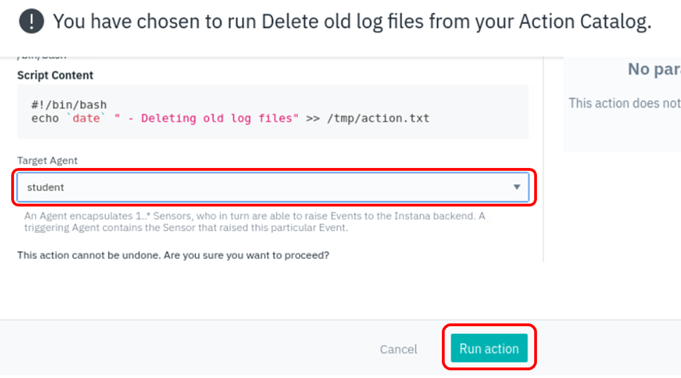 You have chosen to run Delete old log files from your Action Catalog.
/bin/bash
Script Content
#!/bin/bash
echo `date` " - Deleting old log files" >> /tmp/action.txt
Target Agent
student
An Agent encapsulates 1..* Sensors, who in turn are able to raise Events to the Instana backend. A
triggering Agent contains the Sensor that raised this particular Event.
This action cannot be undone. Are you sure you want to proceed?
No par
This action does not
Cancel
Run action